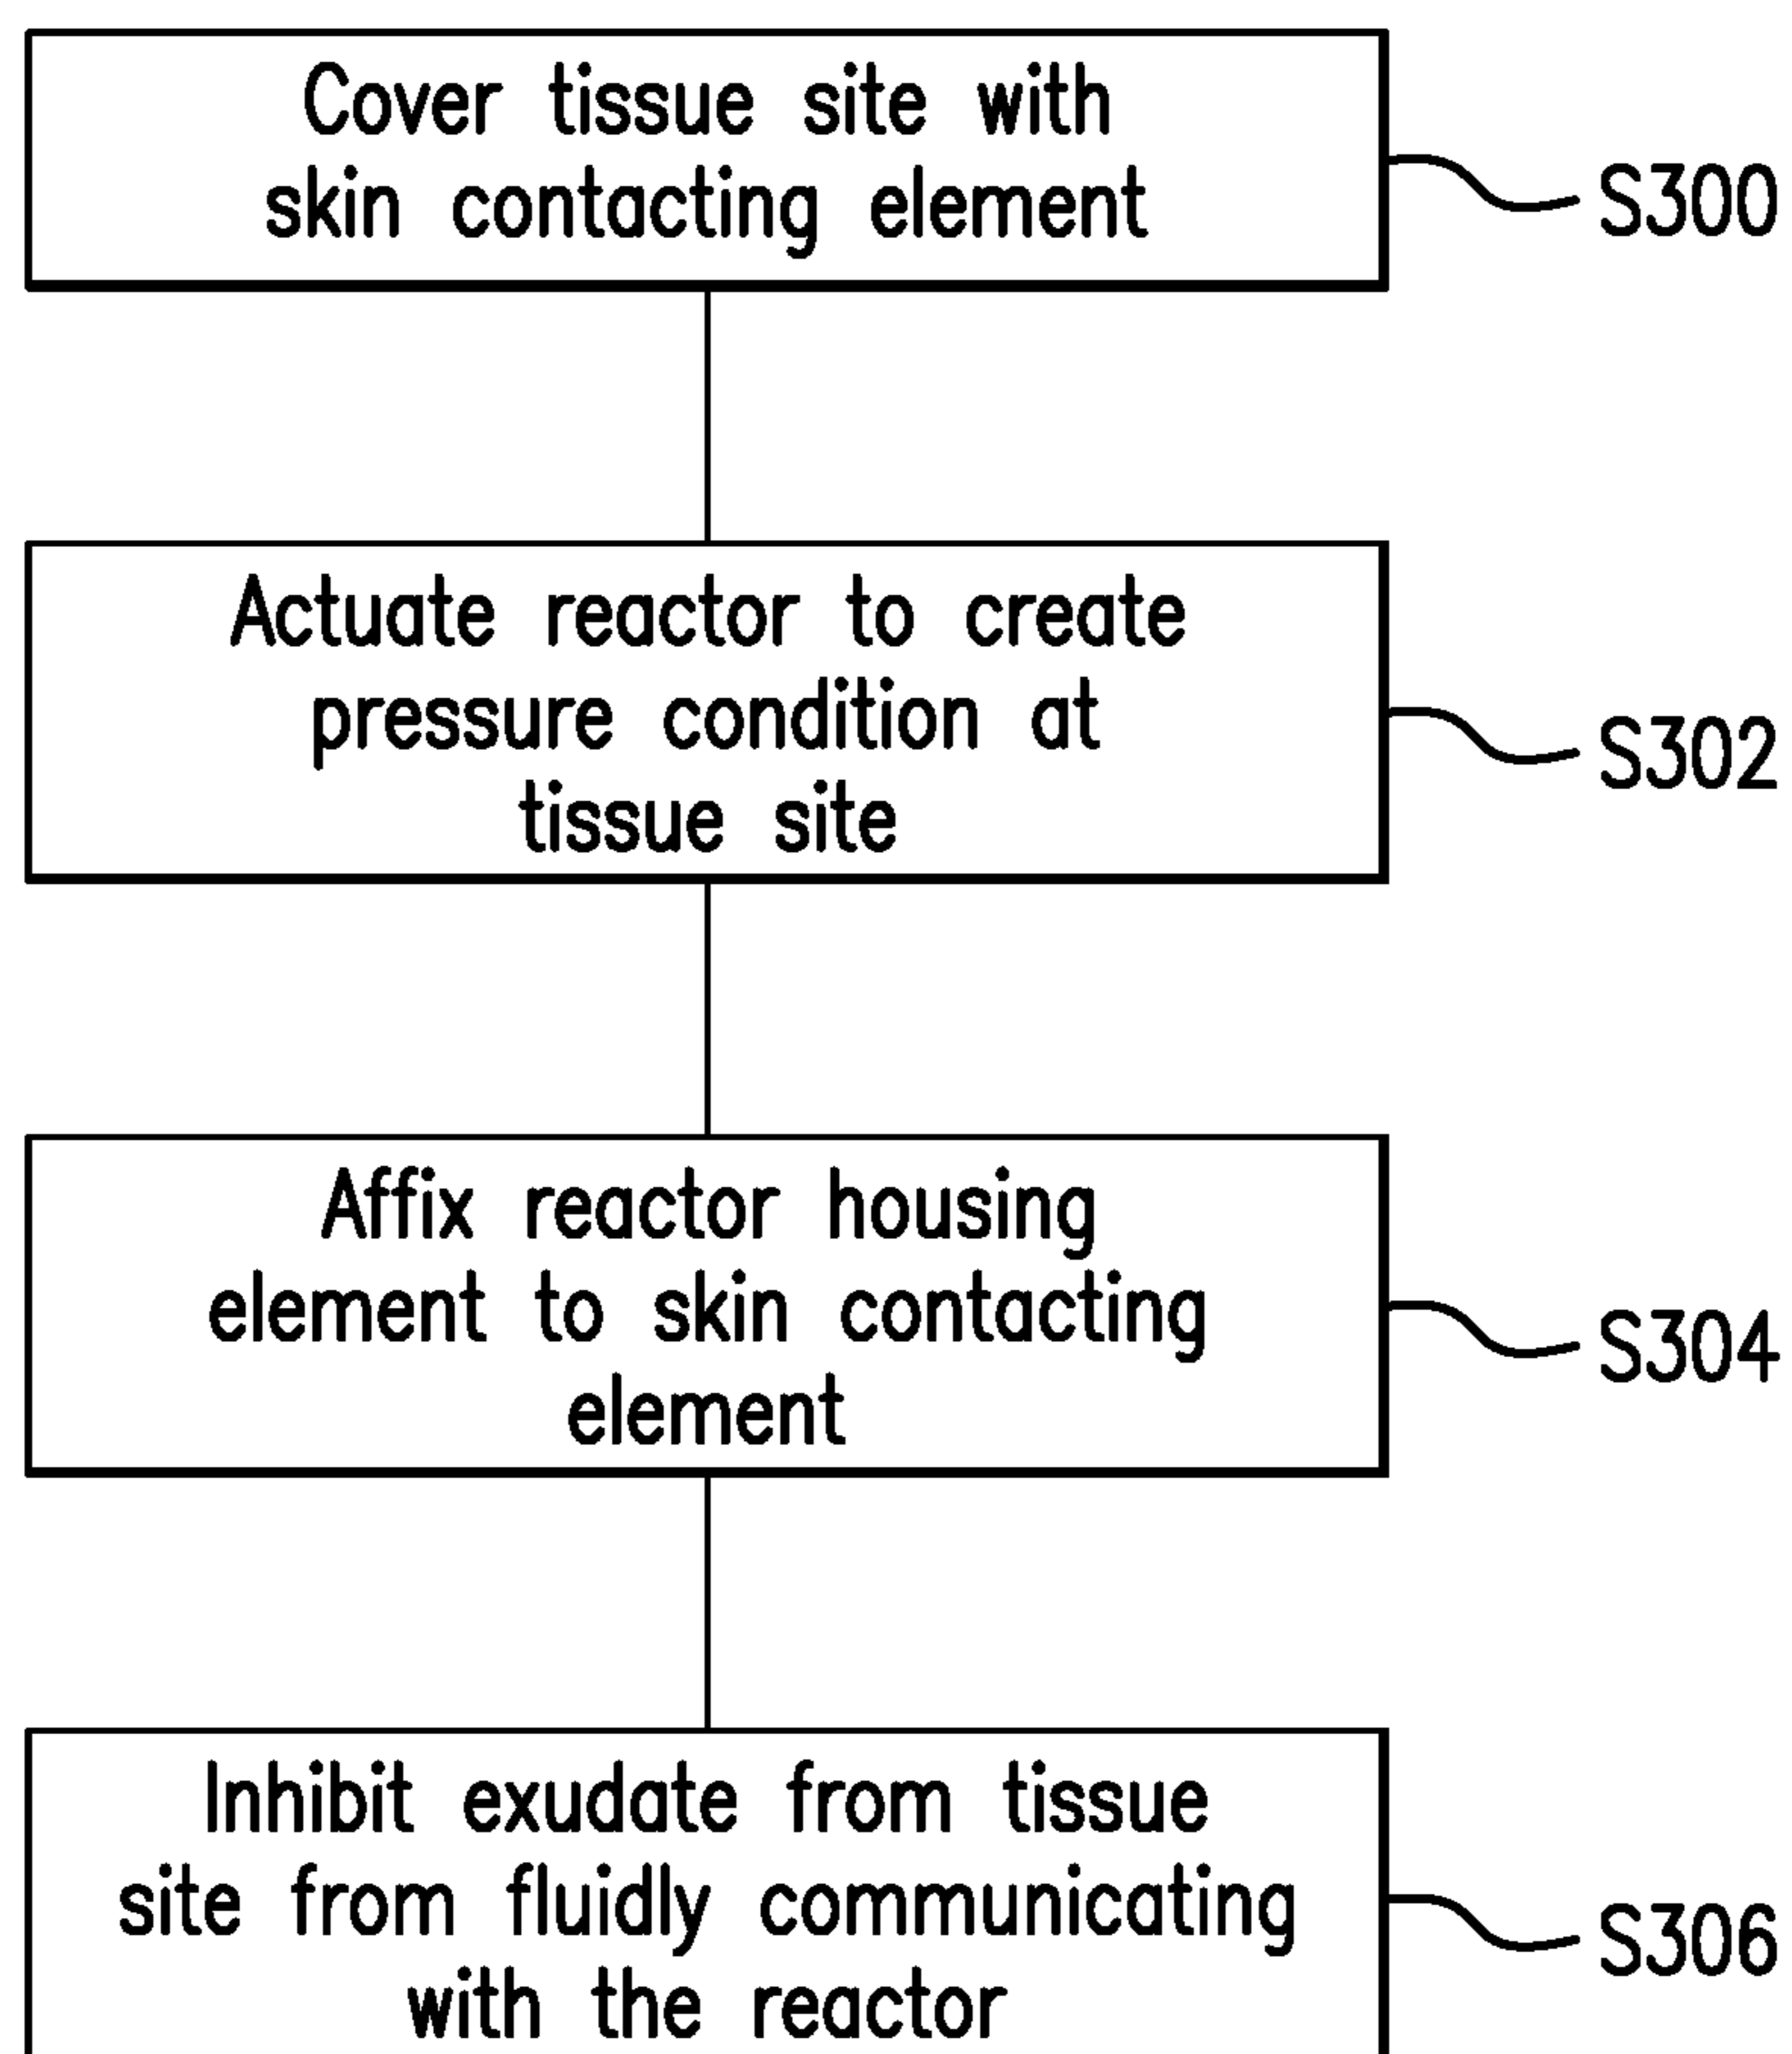 Cover tissue site with
skin contacting element
S300
Actuate reactor to create
pressure condition at
tissue site
S302
Affix reactor housing
element to skin contacting
element
S304
Inhibit exudate from tissue
site from fluidly communicating
with the reactor
S306